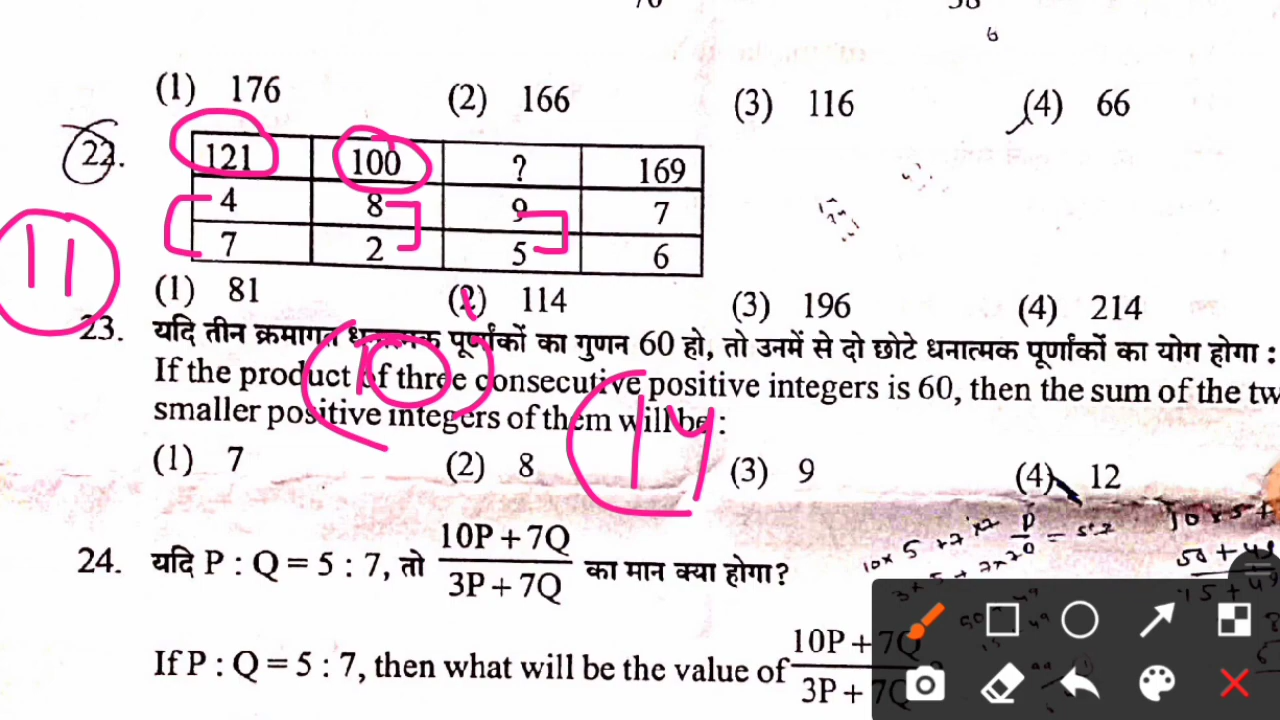 6
(1) 176 (2) 166 (3) 116 (4) 66
22.
121 100 ? 169
4 8 9 7
7 2 5 6
11
(1) 81 (2) 114 (3) 196 (4) 214
23. यदि तीन क्रमागत धनात्मक पूर्णांकों का गुणन 60 हो, तो उनमें से दो छोटे धनात्मक पूर्णांकों का योग होगा :
If the product of three consecutive positive integers is 60, then the sum of the tw
smaller positive integers of them will be :
10
14
(1) 7 (2) 8 (3) 9 (4) 12
24. यदि P : Q = 5 : 7, तो 10P + 7Q / 3P + 7Q का मान क्या होगा?
If P : Q = 5 : 7, then what will be the value of 10P + 7Q / 3P + 7Q